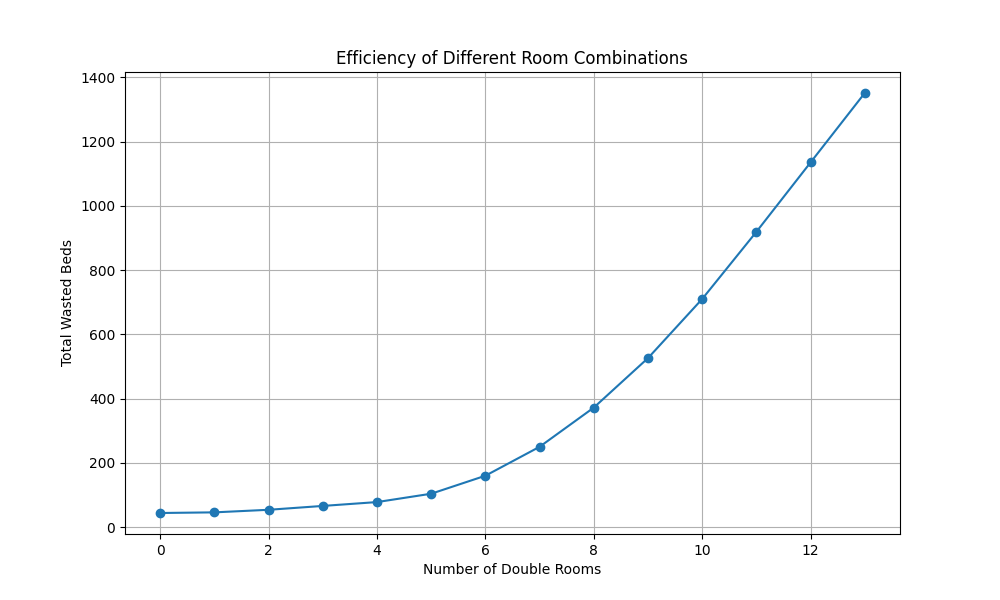 Efficiency of Different Room Combinations
1400
1200
1000
800
600
400
200
0
Total Wasted Beds
0 2 4 6 8 10 12
Number of Double Rooms